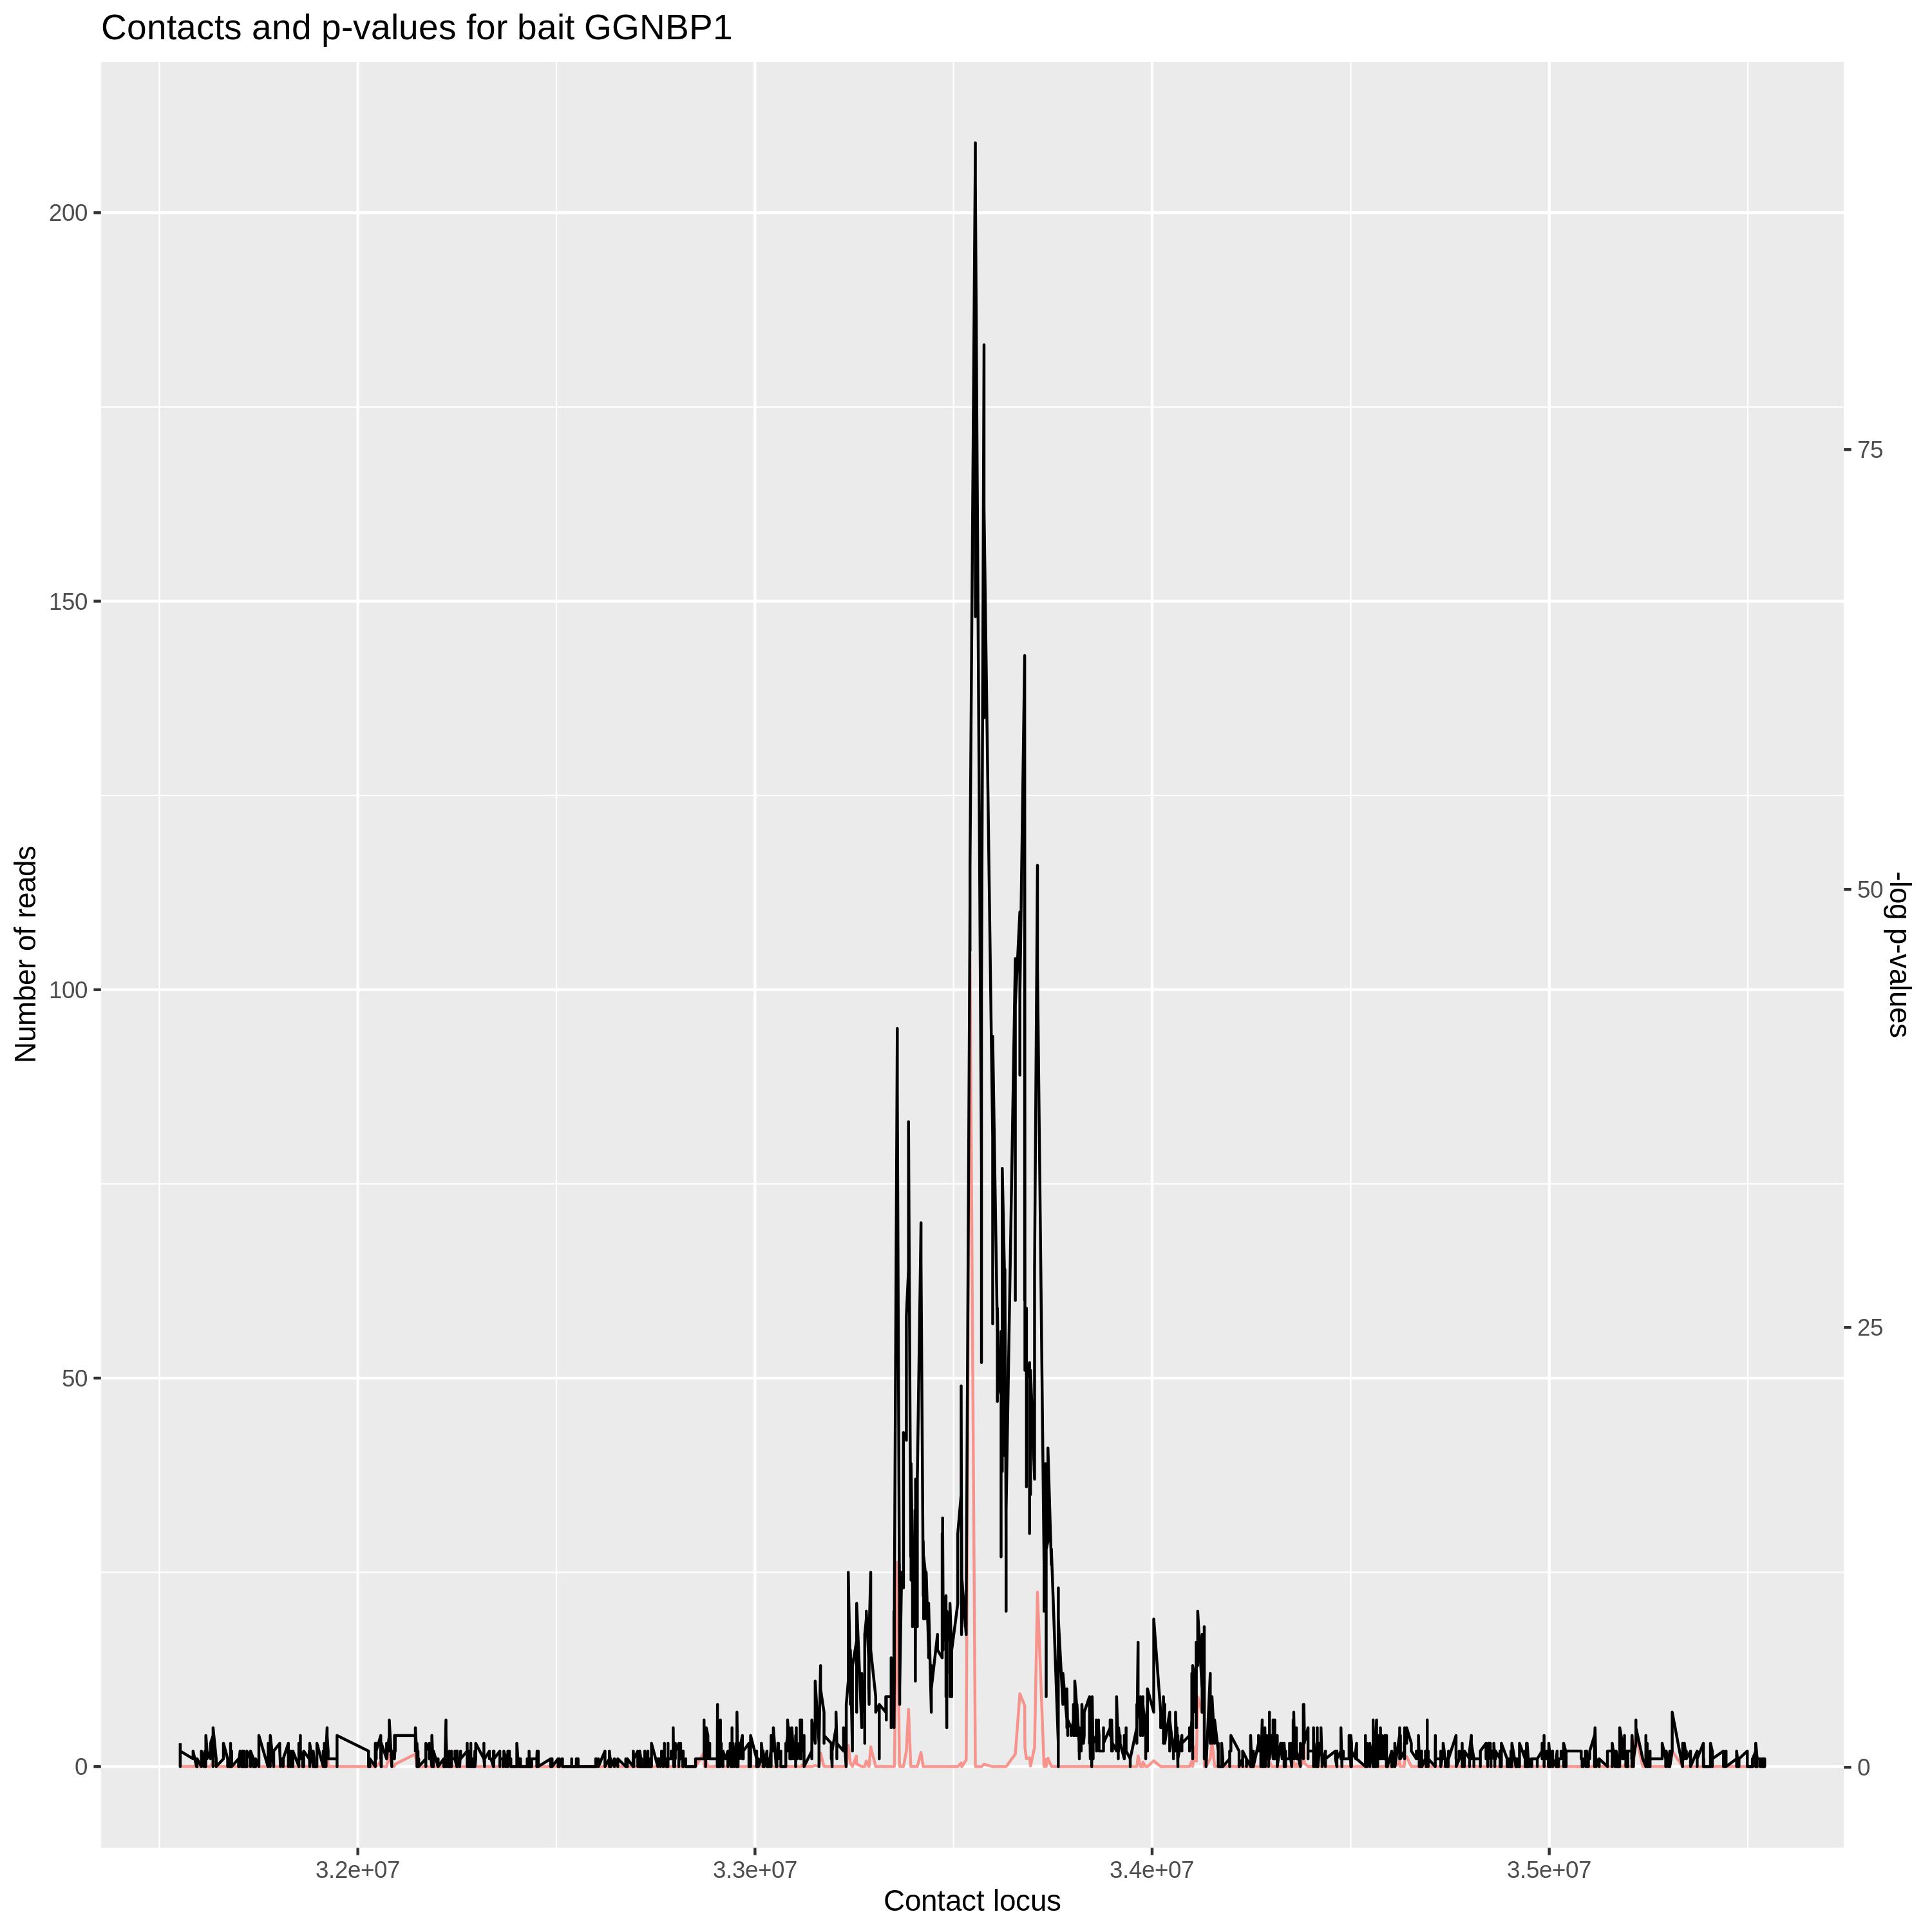 Contacts and p-values for bait GGNBP1
200
150
100
50
0
Number of reads
75
50
25
0
-log p-values
3.2e+07
3.3e+07
3.4e+07
3.5e+07
Contact locus